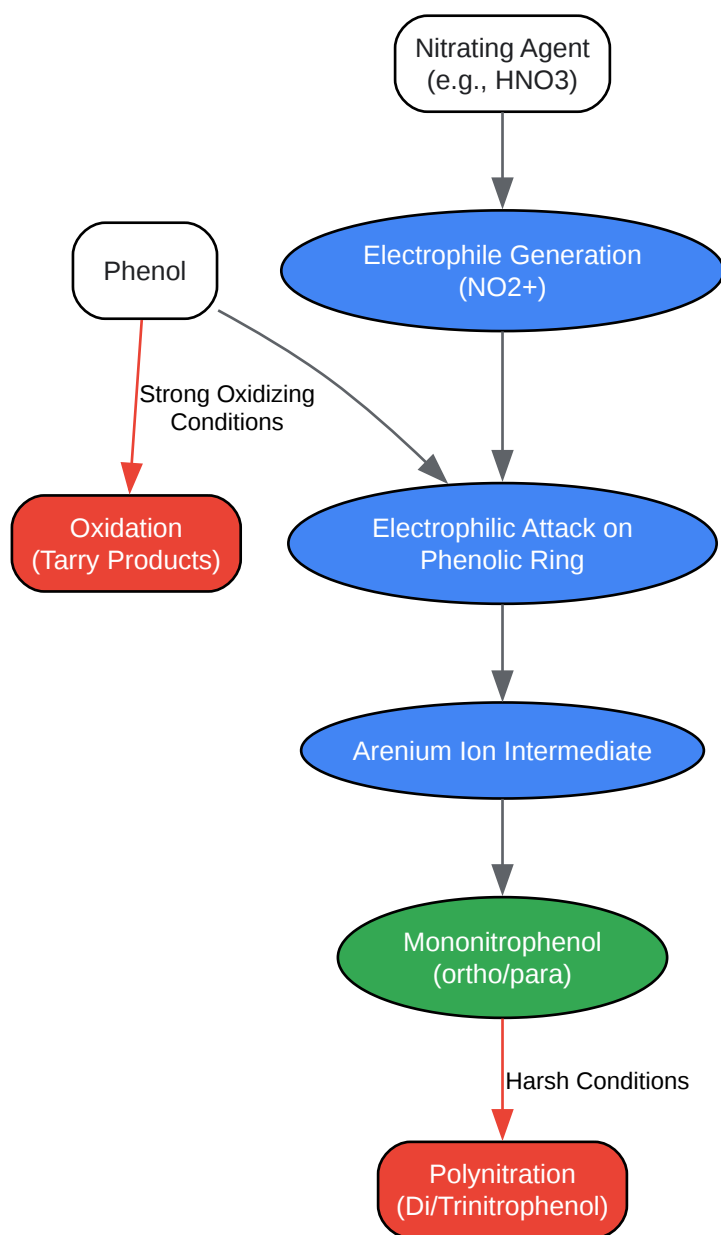 Nitrating Agent
(e.g., HNO3)
Electrophile Generation
(NO2+)
Phenol
Strong Oxidizing
Conditions
Oxidation
(Tarry Products)
Electrophilic Attack on
Phenolic Ring
Arenium Ion Intermediate
Mononitrophenol
(ortho/para)
Harsh Conditions
Polynitration
(Di/Trinitrophenol)